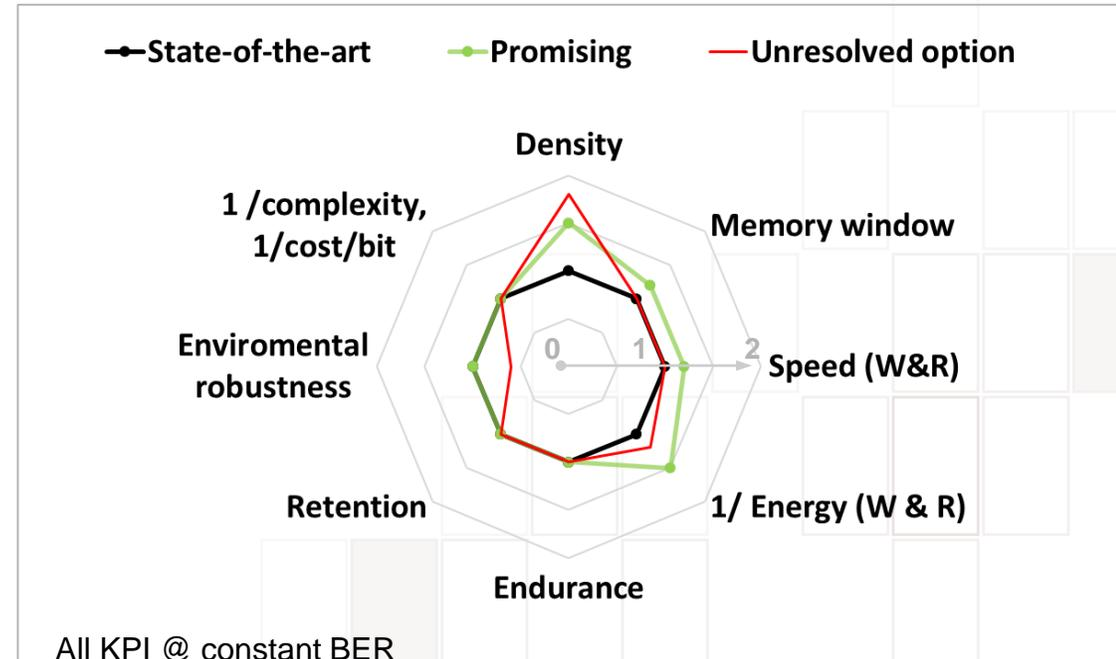 State-of-the-art
Promising
Unresolved option
Density
1 /complexity,
1/cost/bit
Memory window
Enviromental
robustness
0
1
2
Speed (W&R)
Retention
1/ Energy (W & R)
Endurance
All KPI @ constant BER